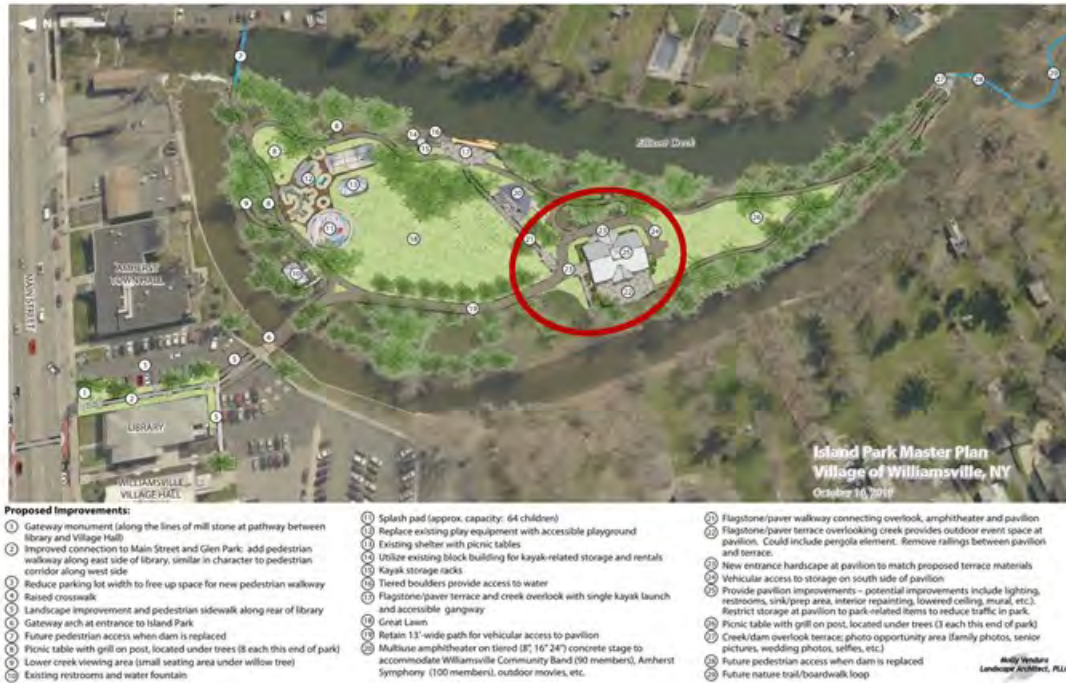 N
MAIN STREET
AMHERST
TOWN HALL
LIBRARY
WILLIAMSVILLE
VILLAGE HALL
Ellicott Creek
Island Park Master Plan
Village of Williamsville, NY
October 16, 2019
Proposed Improvements:
1 Gateway monument (along the lines of mill stone at pathway between
library and Village Hall)
2 Improved connection to Main Street and Glen Park: add pedestrian
walkway along east side of library, similar in character to pedestrian
corridor along west side
3 Reduce parking lot width to free up space for new pedestrian walkway
4 Raised crosswalk
5 Landscape improvement and pedestrian sidewalk along rear of library
6 Gateway arch at entrance to Island Park
7 Future pedestrian access when dam is replaced
8 Picnic table with grill on post, located under trees (8 each this end of park)
9 Lower creek viewing area (small seating area under willow tree)
10 Existing restrooms and water fountain
11 Splash pad (approx. capacity: 64 children)
12 Replace existing play equipment with accessible playground
13 Existing shelter with picnic tables
14 Utilize existing block building for kayak-related storage and rentals
15 Kayak storage racks
16 Tiered boulders provide access to water
17 Flagstone/paver terrace and creek overlook with single kayak launch
and accessible gangway
18 Great Lawn
19 Retain 13'-wide path for vehicular access to pavilion
20 Multiuse amphitheater on tiered (8", 16" 24") concrete stage to
accommodate Williamsville Community Band (90 members), Amherst
Symphony (100 members), outdoor movies, etc.
21 Flagstone/paver walkway connecting overlook, amphitheater and pavilion
22 Flagstone/paver terrace overlooking creek provides outdoor event space at
pavilion. Could include pergola element. Remove railings between pavilion
and terrace.
23 New entrance hardscape at pavilion to match proposed terrace materials
24 Vehicular access to storage on south side of pavilion
25 Provide pavilion improvements – potential improvements include lighting,
restrooms, sink/prep area, interior repainting, lowered ceiling, mural, etc.).
Restrict storage at pavilion to park-related items to reduce traffic in park.
26 Picnic table with grill on post, located under trees (3 each this end of park)
27 Creek/dam overlook terrace; photo opportunity area (family photos, senior
pictures, wedding photos, selfies, etc.)
28 Future pedestrian access when dam is replaced
29 Future nature trail/boardwalk loop
Landscape Architect, PLLC